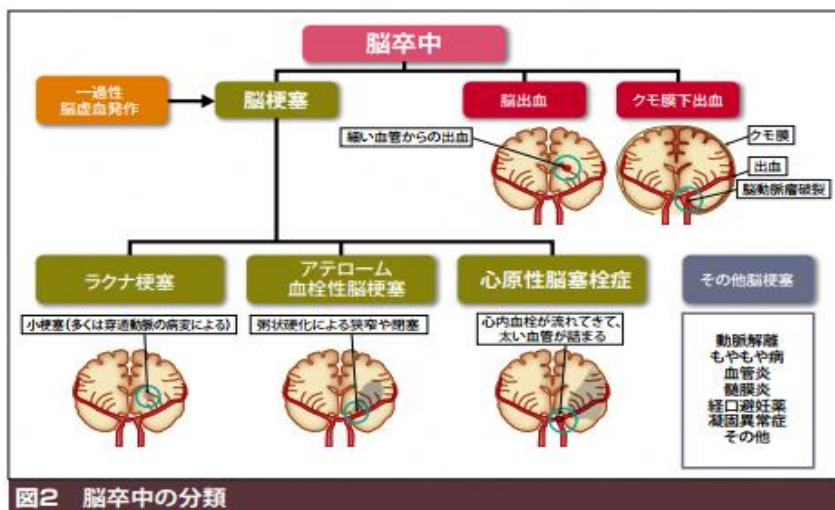 脳卒中
一過性
脳虚血発作
脳梗塞
脳出血
クモ膜下出血
細い血管からの出血
クモ膜
出血
脳動脈瘤破裂
ラクナ梗塞
アテローム
血栓性脳梗塞
心原性脳塞栓症
その他脳梗塞
小梗塞(多くは穿通動脈の病変による)
粥状硬化による狭窄や閉塞
心内血栓が流れてきて、
太い血管が詰まる
動脈解離
もやもや病
血管炎
髄膜炎
経口避妊薬
凝固異常症
その他
図2 脳卒中の分類